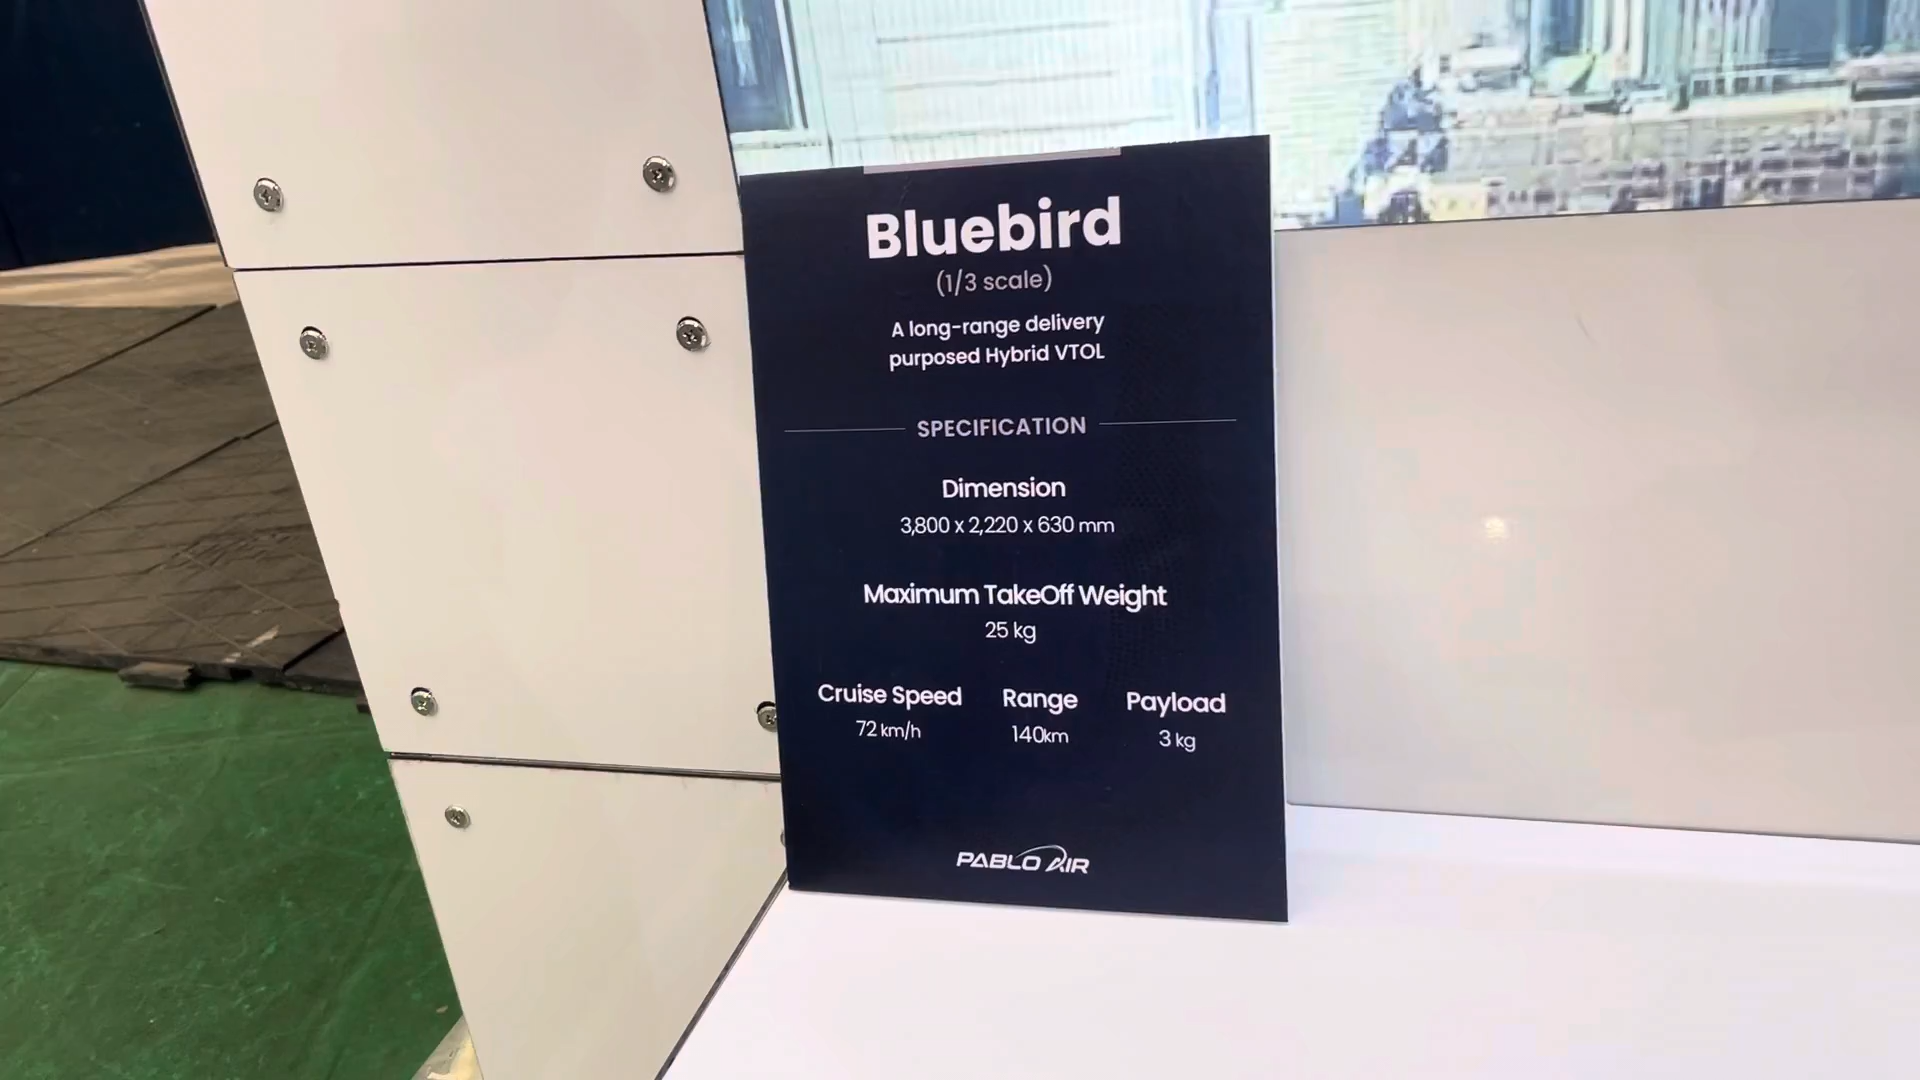 Bluebird
(1/3 scale)
A long-range delivery
purposed Hybrid VTOL
SPECIFICATION
Dimension
3,800 x 2,220 x 630 mm
Maximum TakeOff Weight
25 kg
Cruise Speed Range Payload
72 km/h 140km 3 kg
PABLO AIR